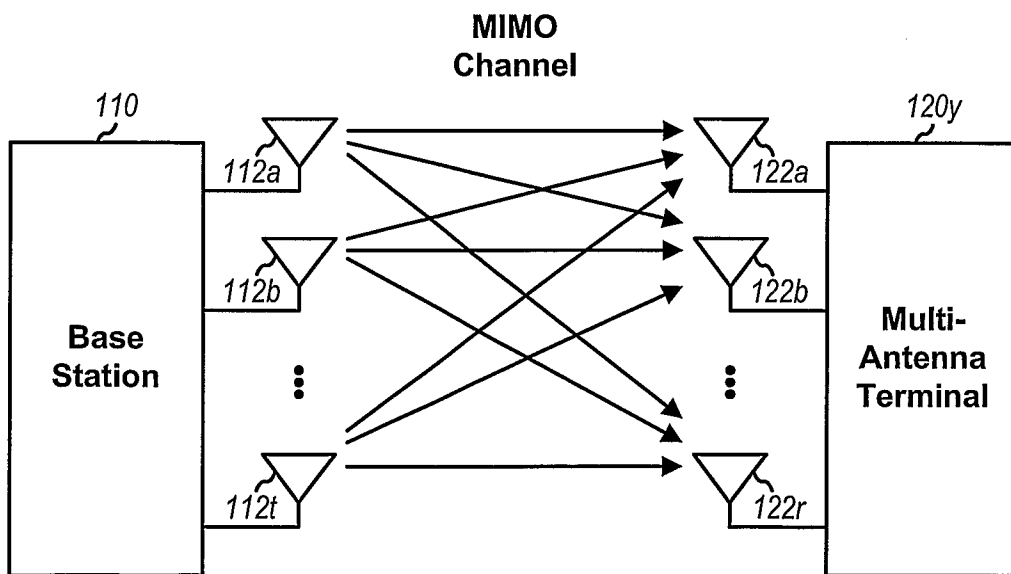 MIMO
Channel
110
120y
112a
122a
112b
122b
Base
Station
Multi-
Antenna
Terminal
112t
122r